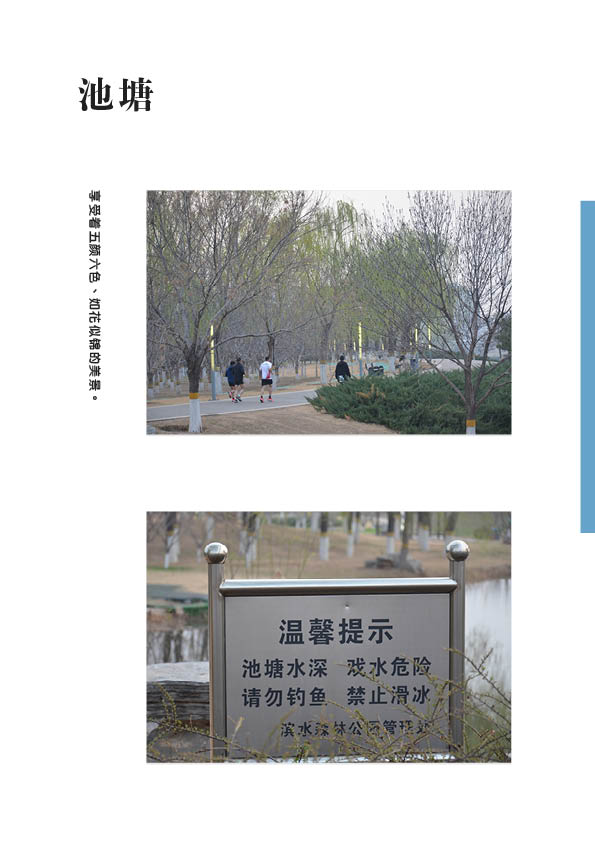 池塘
享受着五颜六色、如花似锦的美景。
温馨提示
池塘水深 戏水危险
请勿钓鱼 禁止滑冰
滨水森林公园管理处